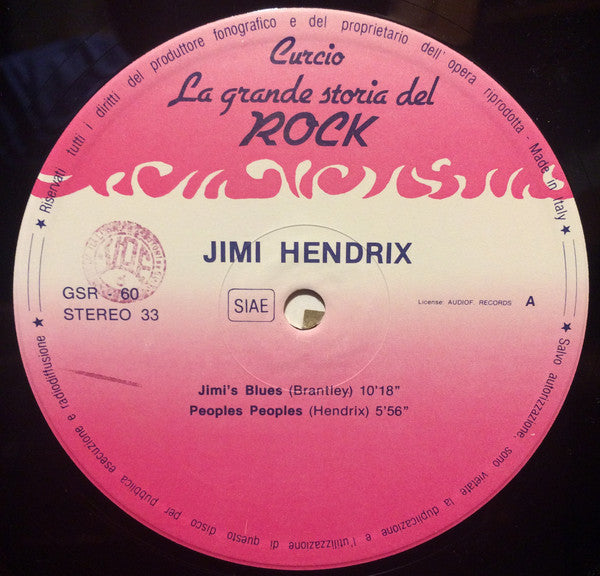 ★ Riservati tutti i diritti del produttore fonografico e del proprietario dell'opera riprodotta - Made in Italy ★
Curcio
La grande storia del
ROCK
JIMI HENDRIX
GSR 60
STEREO 33
SIAE
License: AUDIOF. RECORDS A
Jimi's Blues (Brantley) 10'18"
Peoples Peoples (Hendrix) 5'56"
★ Salvo autorizzazione, sono vietate la duplicazione e l'utilizzazione di questo disco per pubblica esecuzione e radiodiffusione ★